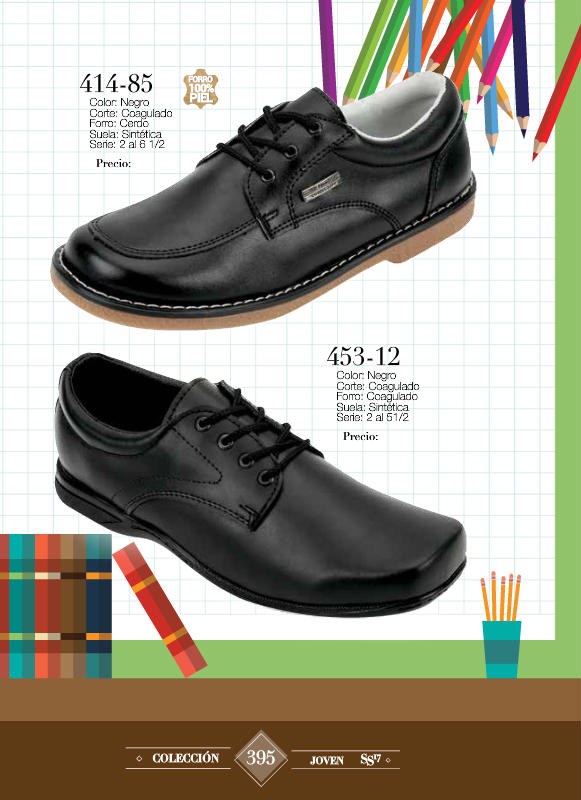 414-85
FORRO
100%
PIEL
Color: Negro
Corte: Coagulado
Forro: Cerdo
Suela: Sintética
Serie: 2 al 6 1/2
Precio:
453-12
Color: Negro
Corte: Coagulado
Forro: Coagulado
Suela: Sintética
Serie: 2 al 51/2
Precio:
COLECCIÓN 395 JOVEN SS17